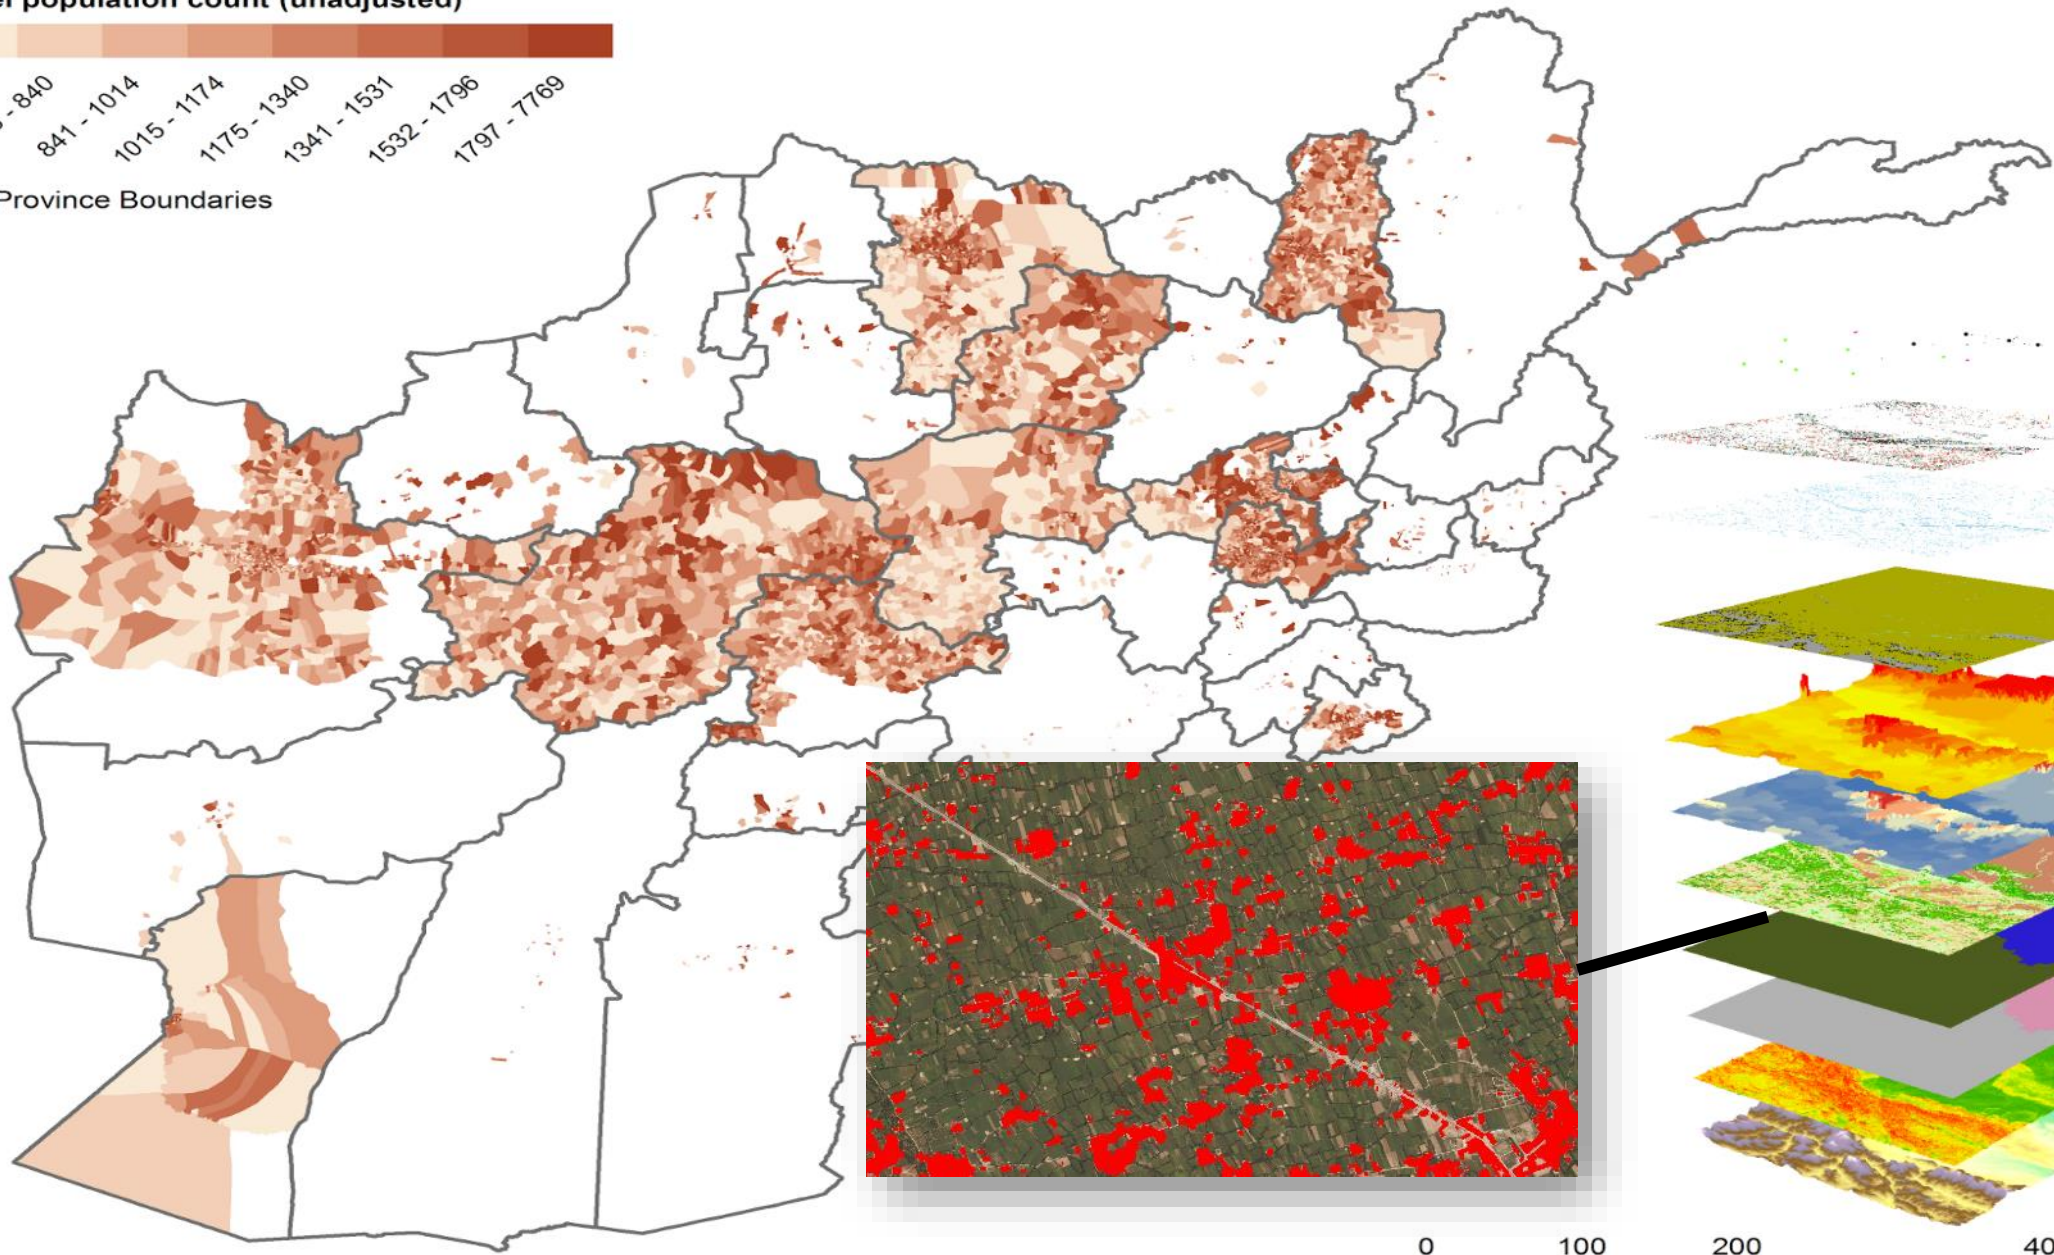 population count (unadjusted)
- 840
841 - 1014
1015 - 1174
1175 - 1340
1341 - 1531
1532 - 1796
1797 - 7769
Province Boundaries
0 100 200